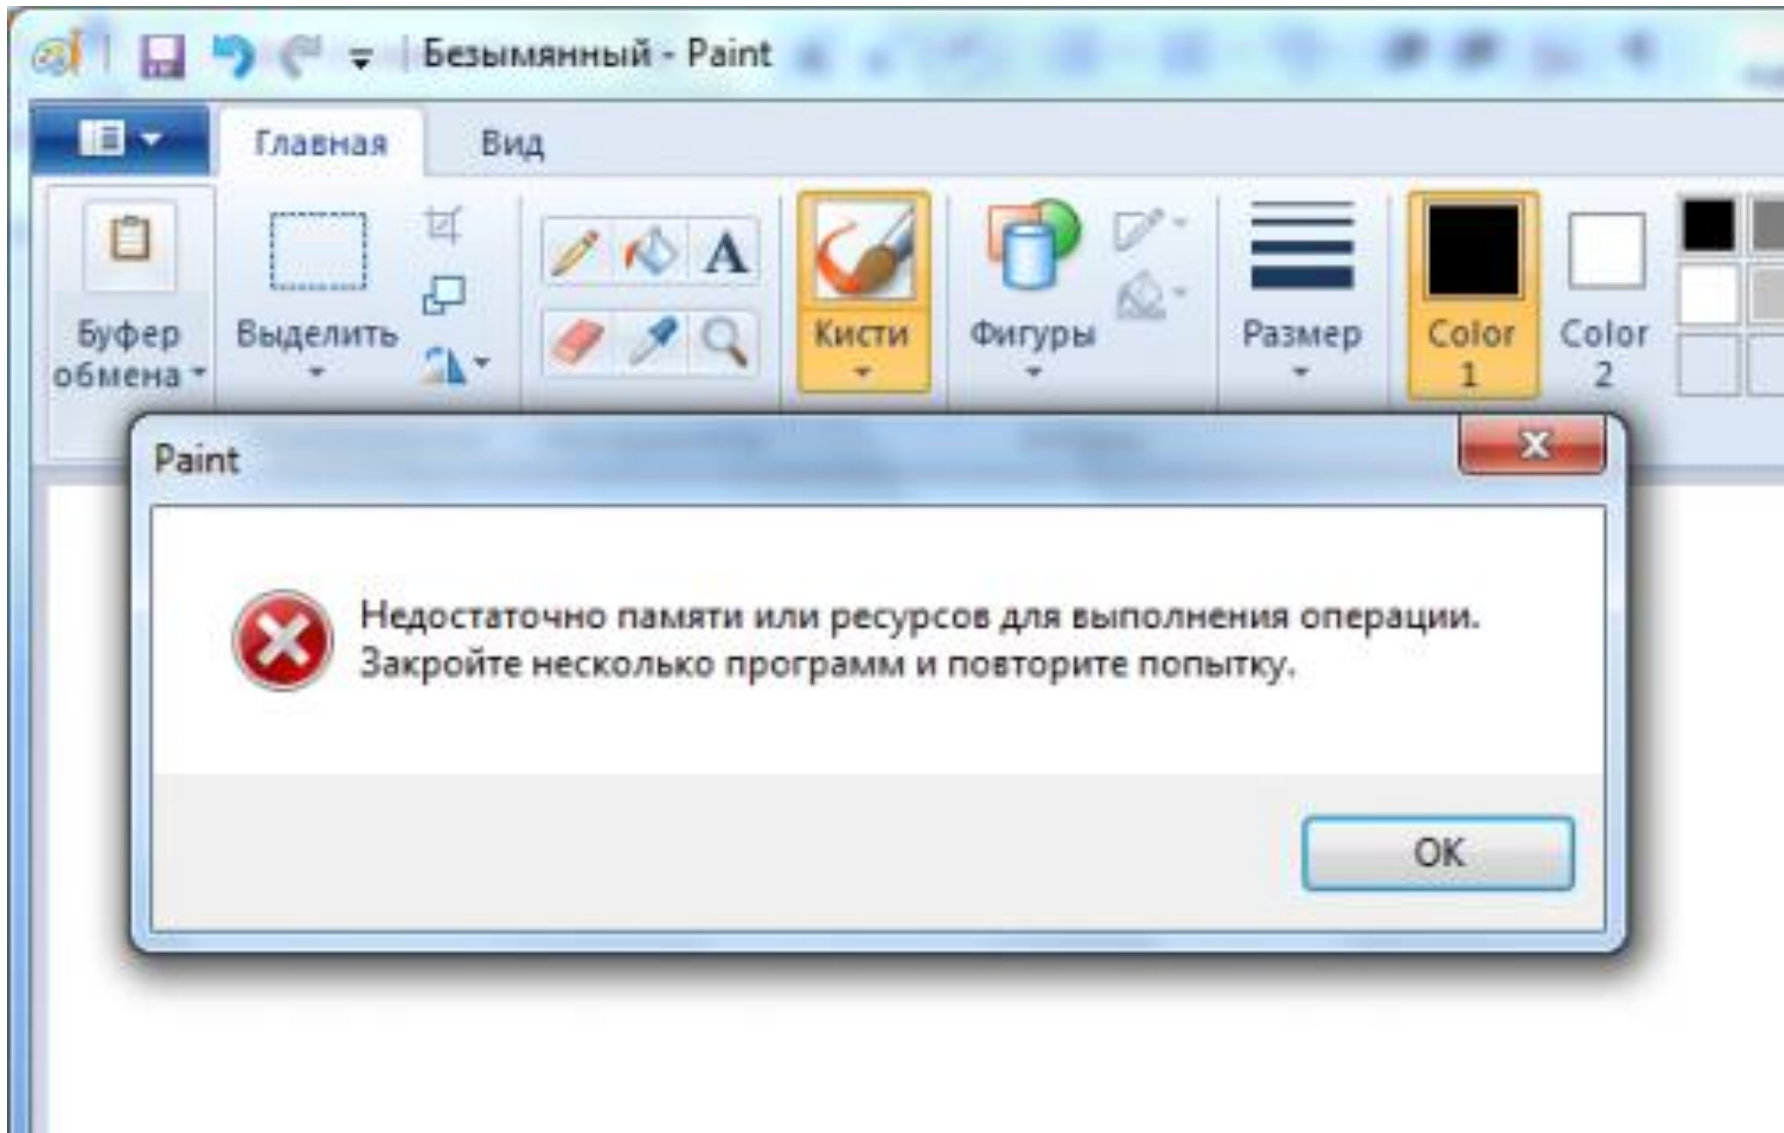 Безымянный - Paint
Главная Вид
Буфер обмена
Выделить
A
Кисти
Фигуры
Размер
Color 1
Color 2
Paint
Недостаточно памяти или ресурсов для выполнения операции.
Закройте несколько программ и повторите попытку.
OK